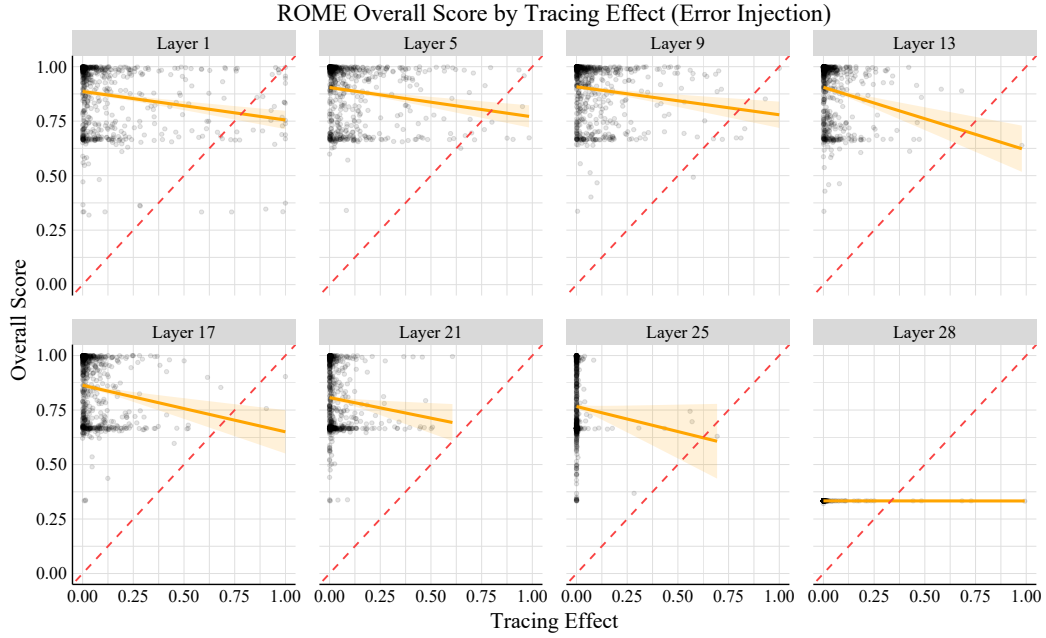 ROME Overall Score by Tracing Effect (Error Injection)
Layer 1
Layer 5
Layer 9
Layer 13
1.00
0.75
0.50
0.25
0.00
Overall Score
Layer 17
Layer 21
Layer 25
Layer 28
1.00
0.75
0.50
0.25
0.00
0.00 0.25 0.50 0.75 1.00
0.00 0.25 0.50 0.75 1.00
0.00 0.25 0.50 0.75 1.00
0.00 0.25 0.50 0.75 1.00
Tracing Effect